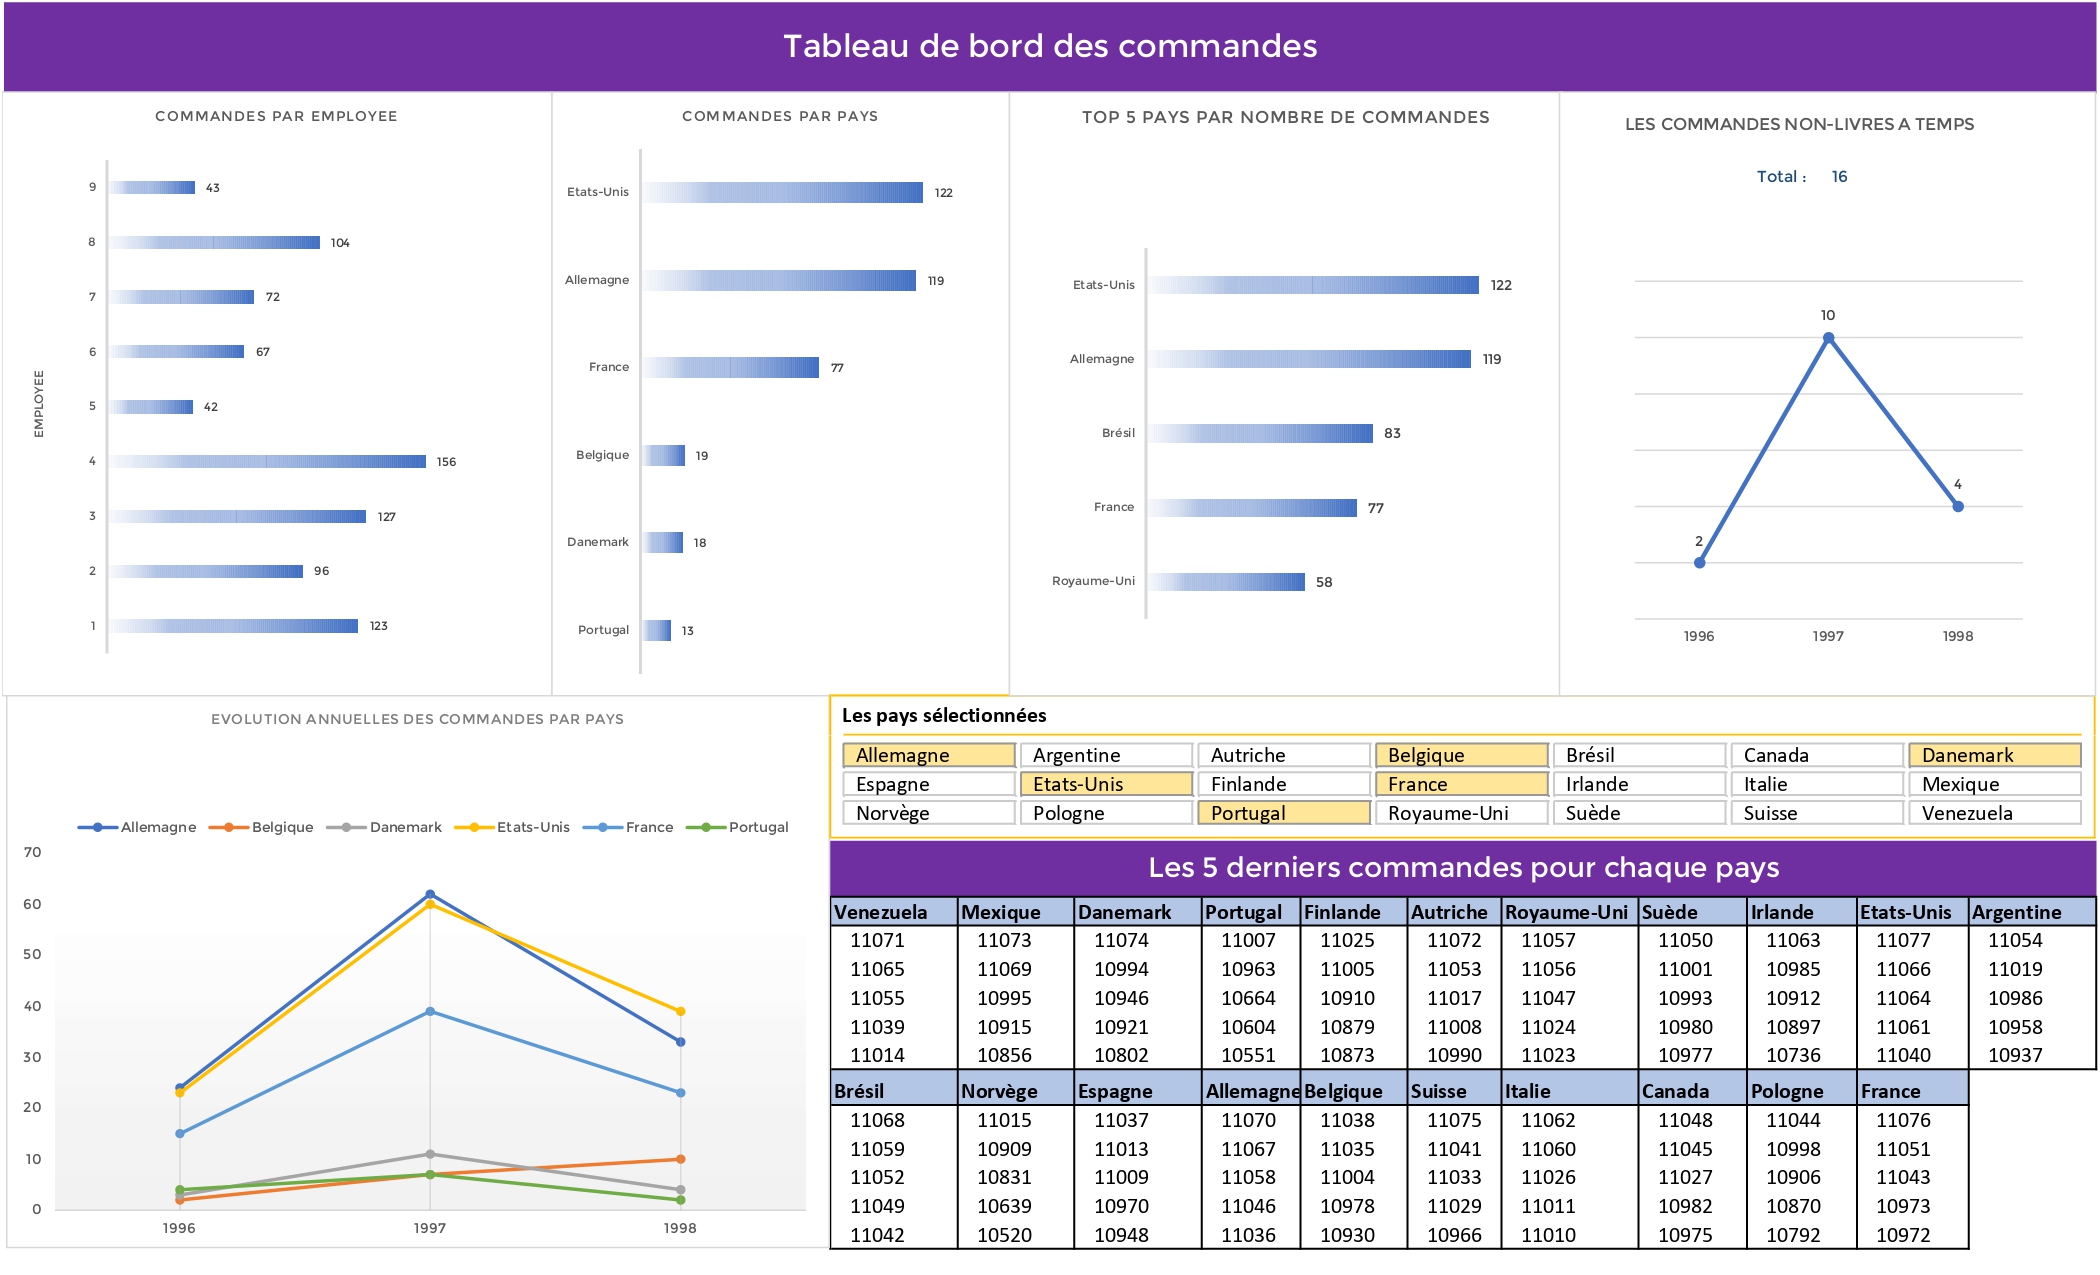 Tableau de bord des commandes
COMMANDES PAR EMPLOYEE
EMPLOYEE
9 43
8 104
7 72
6 67
5 42
4 156
3 127
2 96
1 123
COMMANDES PAR PAYS
Etats-Unis 122
Allemagne 119
France 77
Belgique 19
Danemark 18
Portugal 13
TOP 5 PAYS PAR NOMBRE DE COMMANDES
Etats-Unis 122
Allemagne 119
Brésil 83
France 77
Royaume-Uni 58
LES COMMANDES NON-LIVRES A TEMPS
Total : 16
10
4
2
1996 1997 1998
EVOLUTION ANNUELLES DES COMMANDES PAR PAYS
Allemagne Belgique Danemark Etats-Unis France Portugal
70
60
50
40
30
20
10
0
1996 1997 1998
Les pays sélectionnées
Allemagne Argentine Autriche Belgique Brésil Canada Danemark
Espagne Etats-Unis Finlande France Irlande Italie Mexique
Norvège Pologne Portugal Royaume-Uni Suède Suisse Venezuela
Les 5 derniers commandes pour chaque pays
Venezuela Mexique Danemark Portugal Finlande Autriche Royaume-Uni Suède Irlande Etats-Unis Argentine
11071 11073 11074 11007 11025 11072 11057 11050 11063 11077 11054
11065 11069 10994 10963 11005 11053 11056 11001 10985 11066 11019
11055 10995 10946 10664 10910 11017 11047 10993 10912 11064 10986
11039 10915 10921 10604 10879 11008 11024 10980 10897 11061 10958
11014 10856 10802 10551 10873 10990 11023 10977 10736 11040 10937
Brésil Norvège Espagne Allemagne Belgique Suisse Italie Canada Pologne France
11068 11015 11037 11070 11038 11075 11062 11048 11044 11076
11059 10909 11013 11067 11035 11041 11060 11045 10998 11051
11052 10831 11009 11058 11004 11033 11026 11027 10906 11043
11049 10639 10970 11046 10978 11029 11011 10982 10870 10973
11042 10520 10948 11036 10930 10966 11010 10975 10792 10972